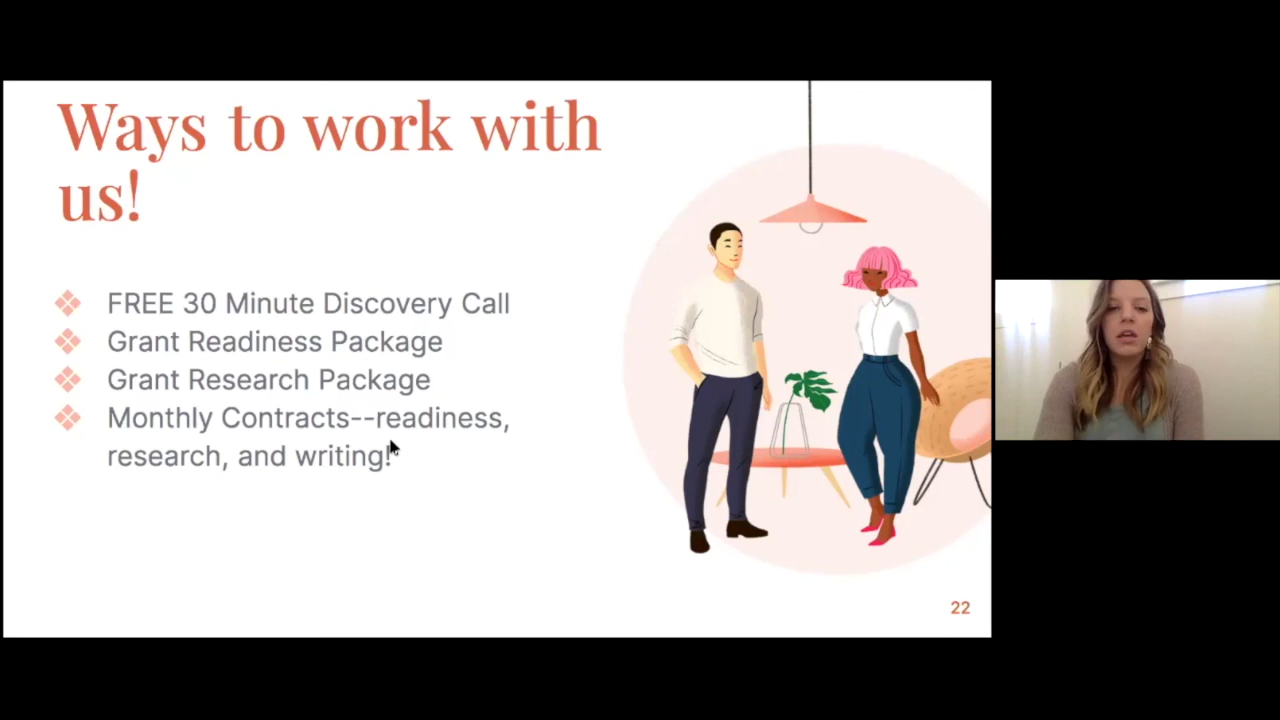 Ways to work with
us!
FREE 30 Minute Discovery Call
Grant Readiness Package
Grant Research Package
Monthly Contracts--readiness,
research, and writing!
22